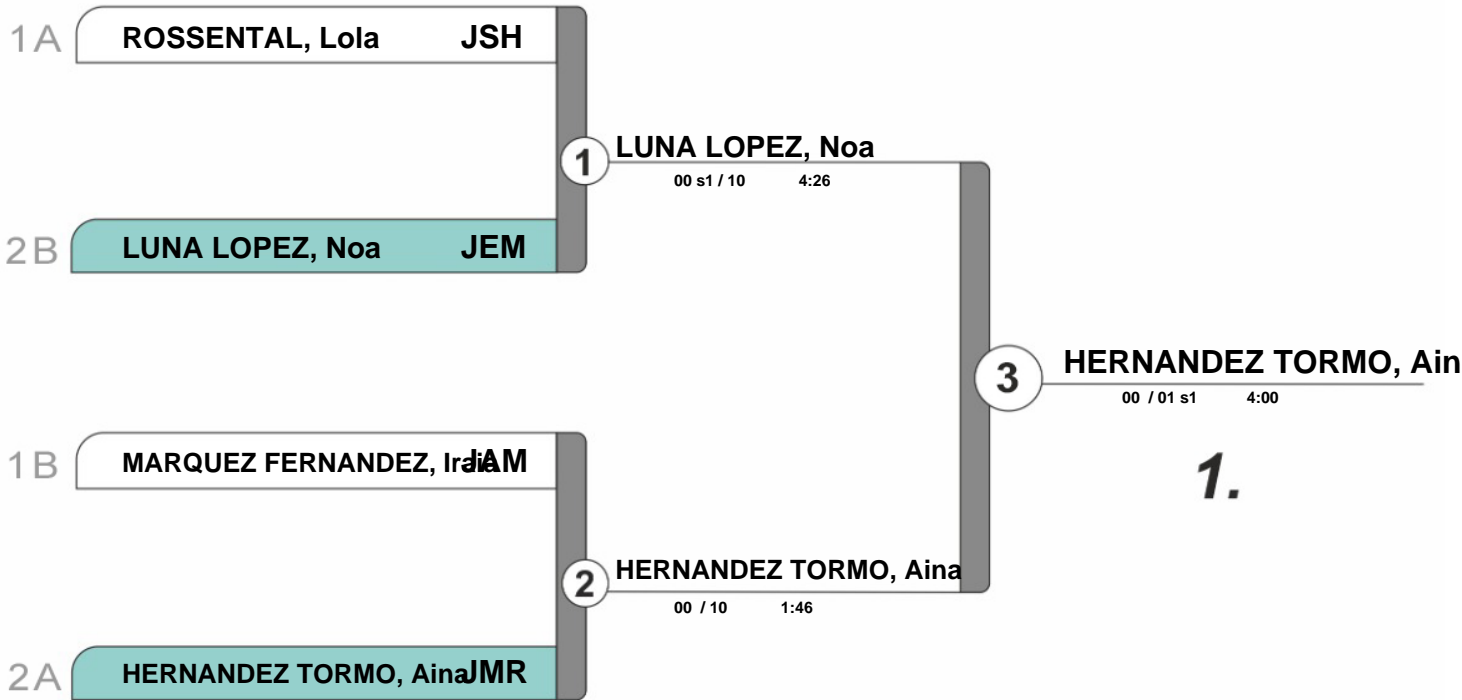 1A ROSSENTAL, Lola JSH
1 LUNA LOPEZ, Noa
00 s1 / 10 4:26
2B LUNA LOPEZ, Noa JEM
3 HERNANDEZ TORMO, Ain
00 / 01 s1 4:00
1B MARQUEZ FERNANDEZ, Iraia JAM
1.
2 HERNANDEZ TORMO, Aina
00 / 10 1:46
2A HERNANDEZ TORMO, Aina JMR